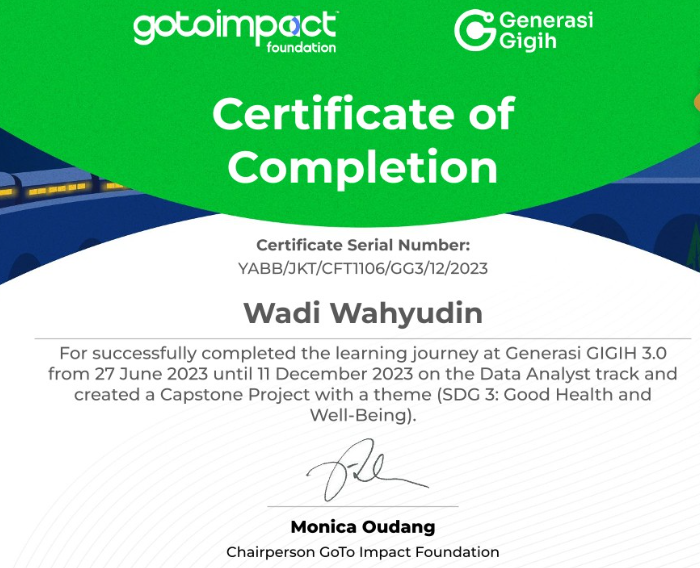 gotoimpact™
foundation
Generasi
Gigih
Certificate of
Completion
Certificate Serial Number:
YABB/JKT/CFT1106/GG3/12/2023
Wadi Wahyudin
For successfully completed the learning journey at Generasi GIGIH 3.0
from 27 June 2023 until 11 December 2023 on the Data Analyst track and
created a Capstone Project with a theme (SDG 3: Good Health and
Well-Being).
Monica Oudang
Chairperson GoTo Impact Foundation